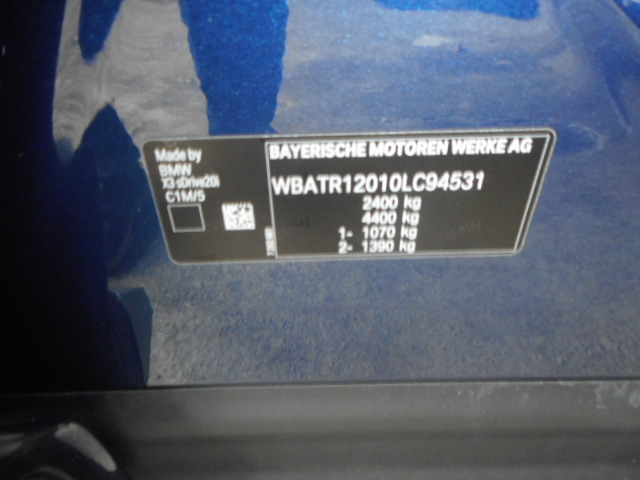 Made by
BMW
X3 sDrive20i
C1M/5
BAYERISCHE MOTOREN WERKE AG
WBATR12010LC94531
2400 kg
4400 kg
1- 1070 kg
2- 1390 kg